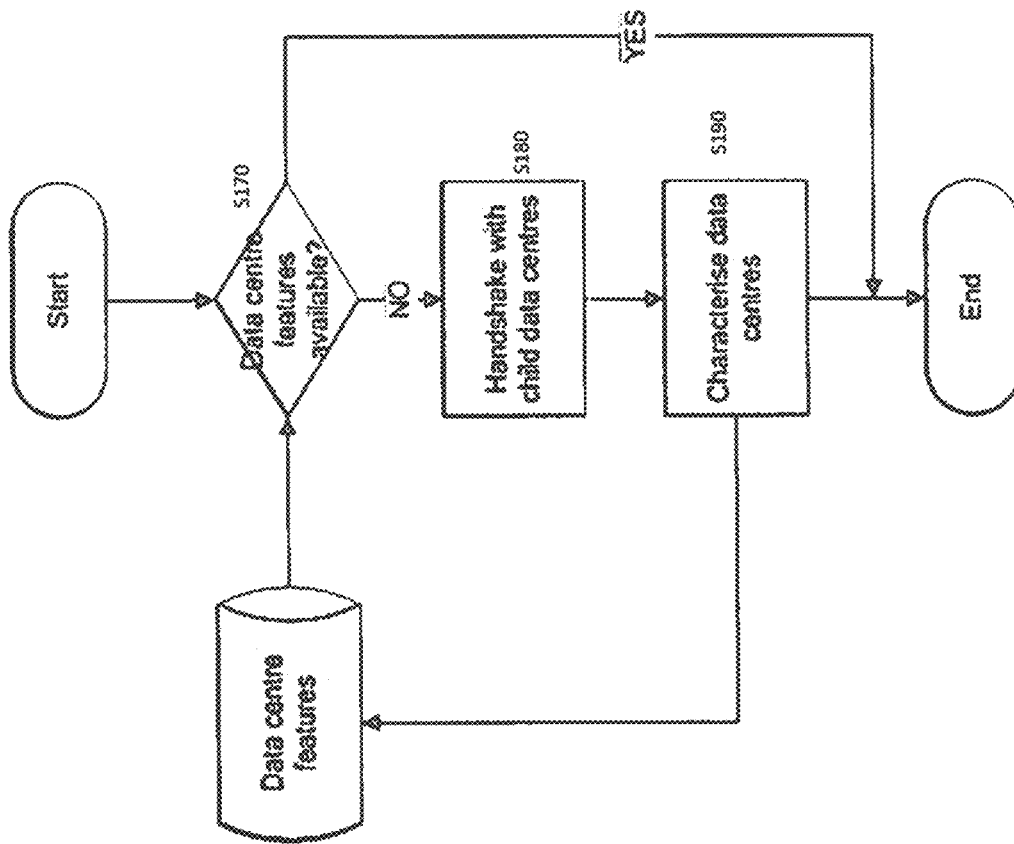 Start
S170
Data centre
features
available?
YES
NO
S180
Handshake with
child data centres
S190
Characterise data
centres
End
Data centre
features